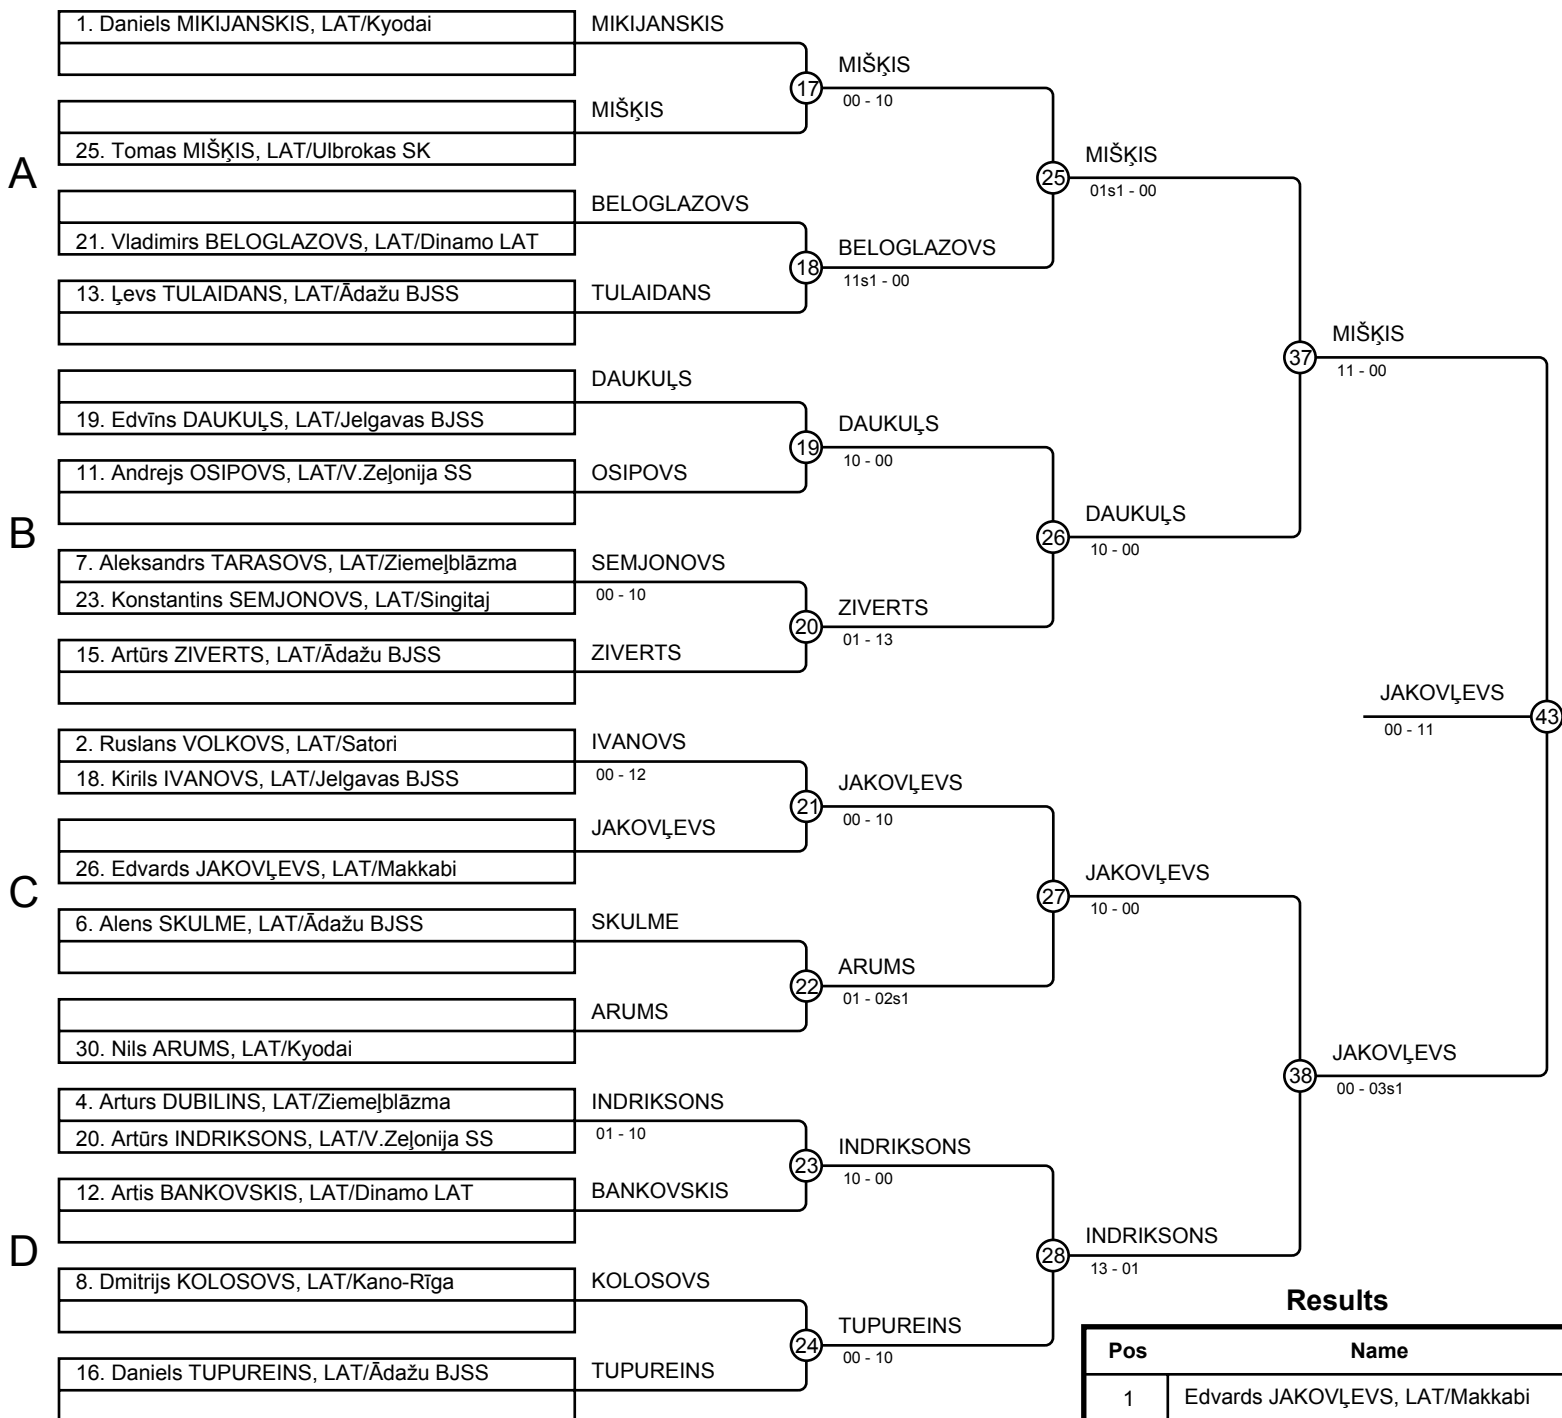 1. Daniels MIKIJANSKIS, LAT/Kyodai
MIKIJANSKIS
MIŠĶIS
17
00 - 10
MIŠĶIS
25. Tomas MIŠĶIS, LAT/Ulbrokas SK
A
MIŠĶIS
25
01s1 - 00
BELOGLAZOVS
21. Vladimirs BELOGLAZOVS, LAT/Dinamo LAT
BELOGLAZOVS
18
11s1 - 00
13. Ļevs TULAIDANS, LAT/Ādažu BJSS
TULAIDANS
MIŠĶIS
37
11 - 00
DAUKUĻS
19. Edvīns DAUKUĻS, LAT/Jelgavas BJSS
DAUKUĻS
19
10 - 00
11. Andrejs OSIPOVS, LAT/V.Zeļonija SS
OSIPOVS
B
DAUKUĻS
26
10 - 00
7. Aleksandrs TARASOVS, LAT/Ziemeļblāzma
SEMJONOVS
23. Konstantins SEMJONOVS, LAT/Singitaj
00 - 10
ZIVERTS
20
01 - 13
15. Artūrs ZIVERTS, LAT/Ādažu BJSS
ZIVERTS
JAKOVĻEVS
43
00 - 11
2. Ruslans VOLKOVS, LAT/Satori
IVANOVS
18. Kirils IVANOVS, LAT/Jelgavas BJSS
00 - 12
JAKOVĻEVS
21
00 - 10
JAKOVĻEVS
26. Edvards JAKOVĻEVS, LAT/Makkabi
C
JAKOVĻEVS
27
10 - 00
6. Alens SKULME, LAT/Ādažu BJSS
SKULME
ARUMS
22
01 - 02s1
ARUMS
30. Nils ARUMS, LAT/Kyodai
JAKOVĻEVS
38
00 - 03s1
4. Arturs DUBILINS, LAT/Ziemeļblāzma
INDRIKSONS
20. Artūrs INDRIKSONS, LAT/V.Zeļonija SS
01 - 10
INDRIKSONS
23
10 - 00
12. Artis BANKOVSKIS, LAT/Dinamo LAT
BANKOVSKIS
D
INDRIKSONS
28
13 - 01
8. Dmitrijs KOLOSOVS, LAT/Kano-Rīga
KOLOSOVS
TUPUREINS
24
00 - 10
16. Daniels TUPUREINS, LAT/Ādažu BJSS
TUPUREINS
Results
Pos Name
1 Edvards JAKOVĻEVS, LAT/Makkabi